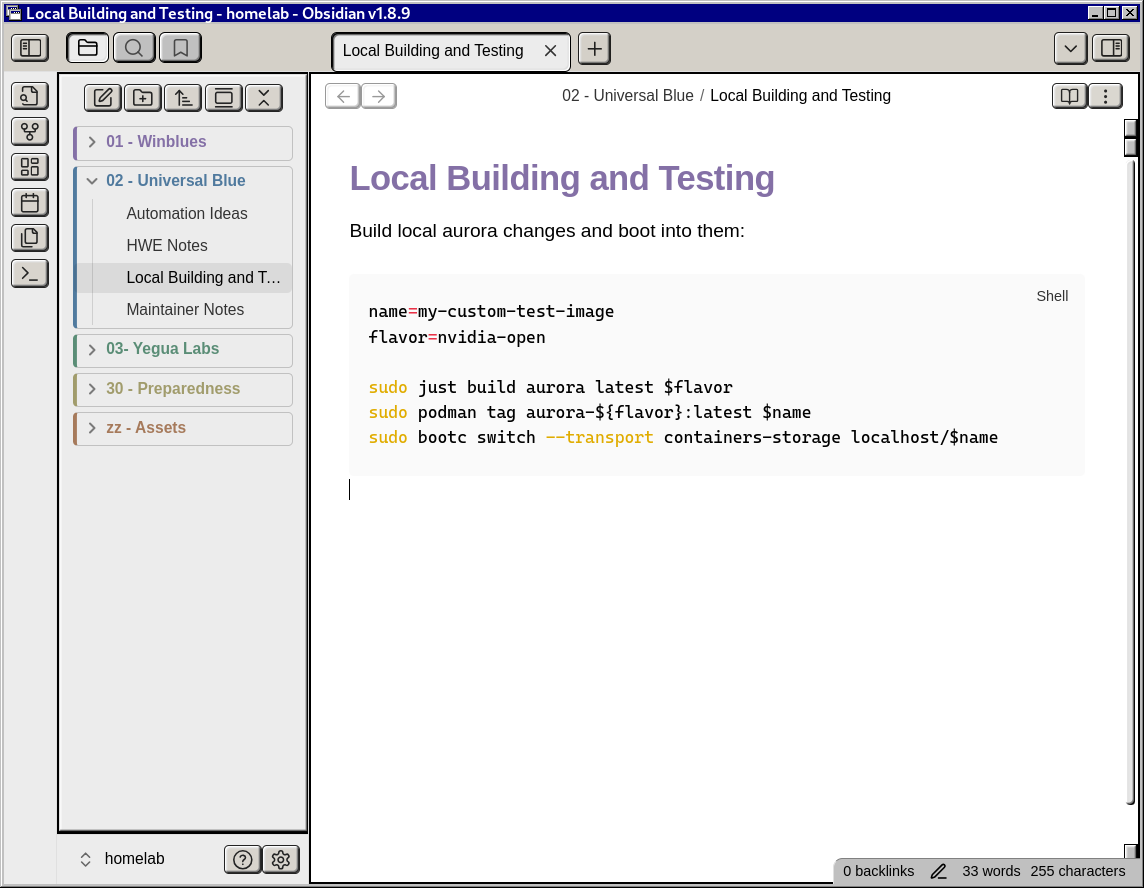 Local Building and Testing - homelab - Obsidian v1.8.9
Local Building and Testing
02 - Universal Blue / Local Building and Testing
01 - Winblues
02 - Universal Blue
Automation Ideas
HWE Notes
Local Building and T...
Maintainer Notes
03- Yegua Labs
30 - Preparedness
zz - Assets
homelab
Local Building and Testing
Build local aurora changes and boot into them:
Shell
name=my-custom-test-image
flavor=nvidia-open
sudo just build aurora latest $flavor
sudo podman tag aurora-${flavor}:latest $name
sudo bootc switch --transport containers-storage localhost/$name
0 backlinks 33 words 255 characters